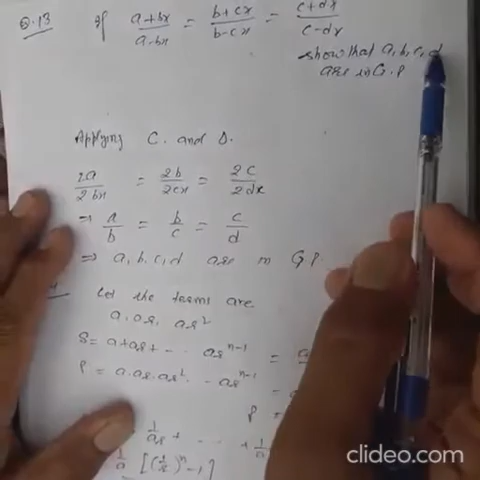 Q.13 If a+bx/a-bx = b+cx/b-cx = c+dx/c-dx
show that a, b, c, d
are in G.P
Applying C. and D.
2a/2bx = 2b/2cx = 2c/2dx
⇒ a/b = b/c = c/d
⇒ a, b, c, d are in G.P.
Let the terms are
a, ar, ar²
S = a+ar+ ... ar^n-1 =
P = a.ar.ar² . - ar^n-1 =
P =
1/ar + ... +
1/a [(1/r)^n - 1]
clideo.com